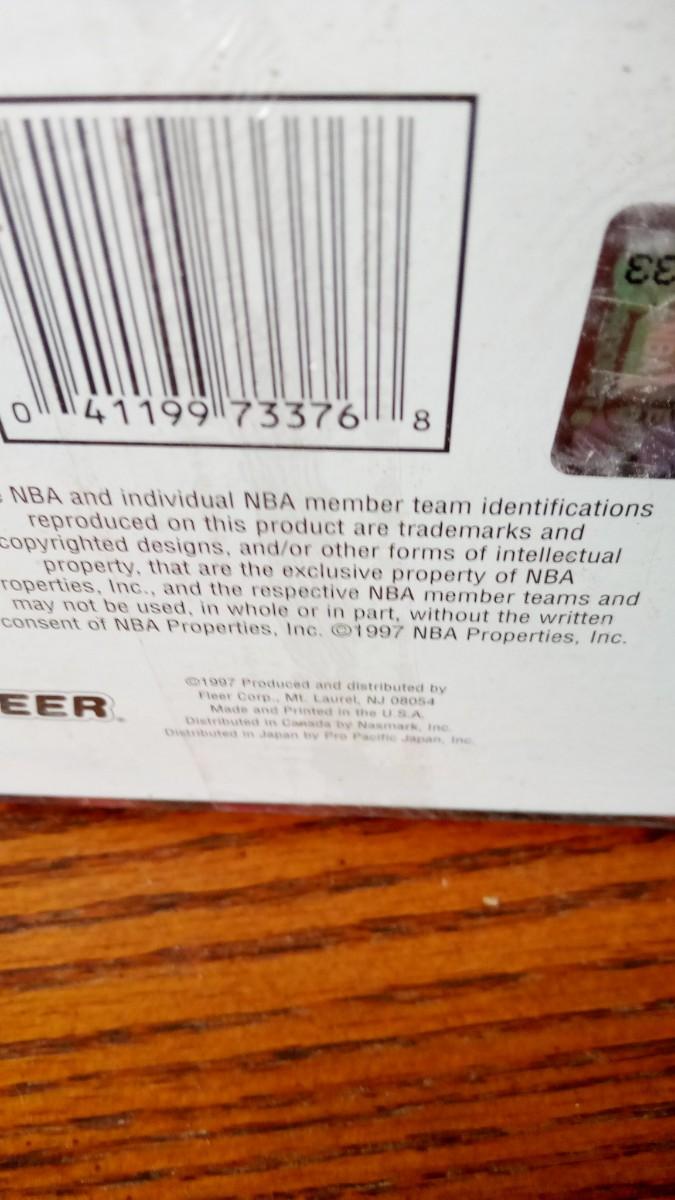 33
0 41199 73376 8
NBA and individual NBA member team identifications
reproduced on this product are trademarks and
copyrighted designs, and/or other forms of intellectual
property, that are the exclusive property of NBA
roperties, Inc., and the respective NBA member teams and
may not be used, in whole or in part, without the written
consent of NBA Properties, Inc. ©1997 NBA Properties, Inc.
EER
©1997 Produced and distributed by
Fleer Corp., Mt. Laurel, NJ 08054
Made and Printed in the U.S.A.
Distributed in Canada by Nasmark, Inc.
Distributed in Japan by Pro Pacific Japan, Inc.